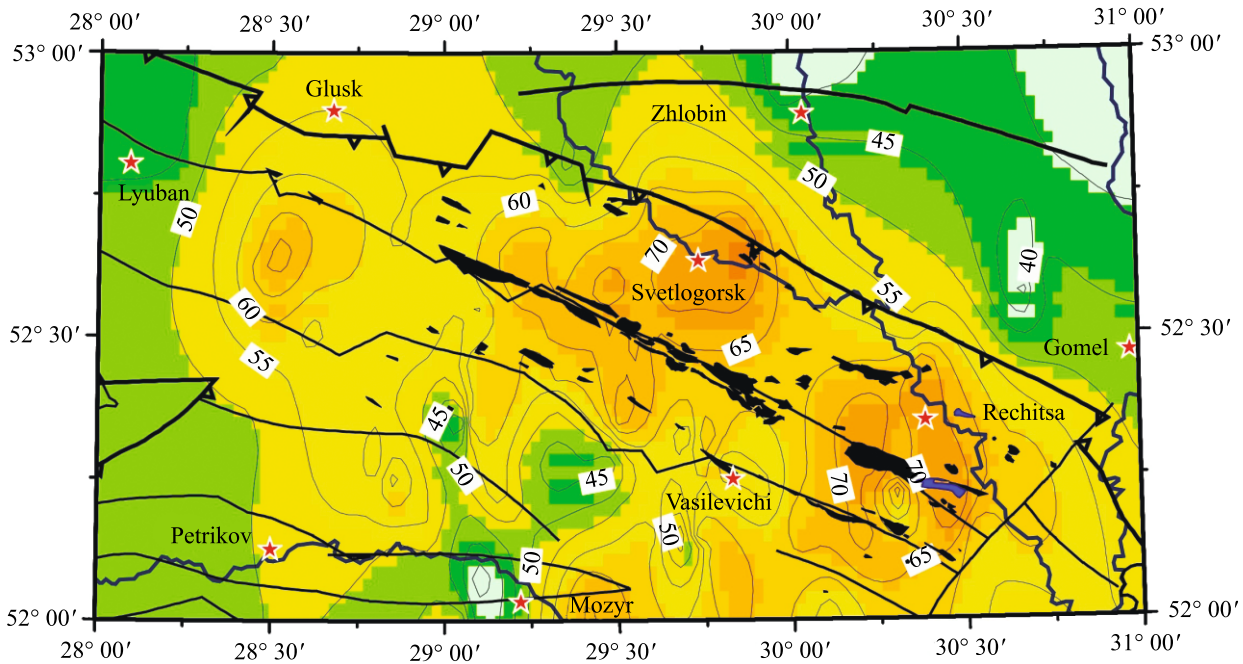 28° 00′ 28° 30′ 29° 00′ 29° 30′ 30° 00′ 30° 30′ 31° 00′
53° 00′ 53° 00′
Glusk
Zhlobin
45
Lyuban
50
60
50
70
40
Svetlogorsk
55
60
52° 30′ 52° 30′
65
Gomel
55
45
Rechitsa
50
45
70
70
Vasilevichi
50
Petrikov
50
65
Mozyr
52° 00′ 52° 00′
28° 00′ 28° 30′ 29° 00′ 29° 30′ 30° 00′ 30° 30′ 31° 00′